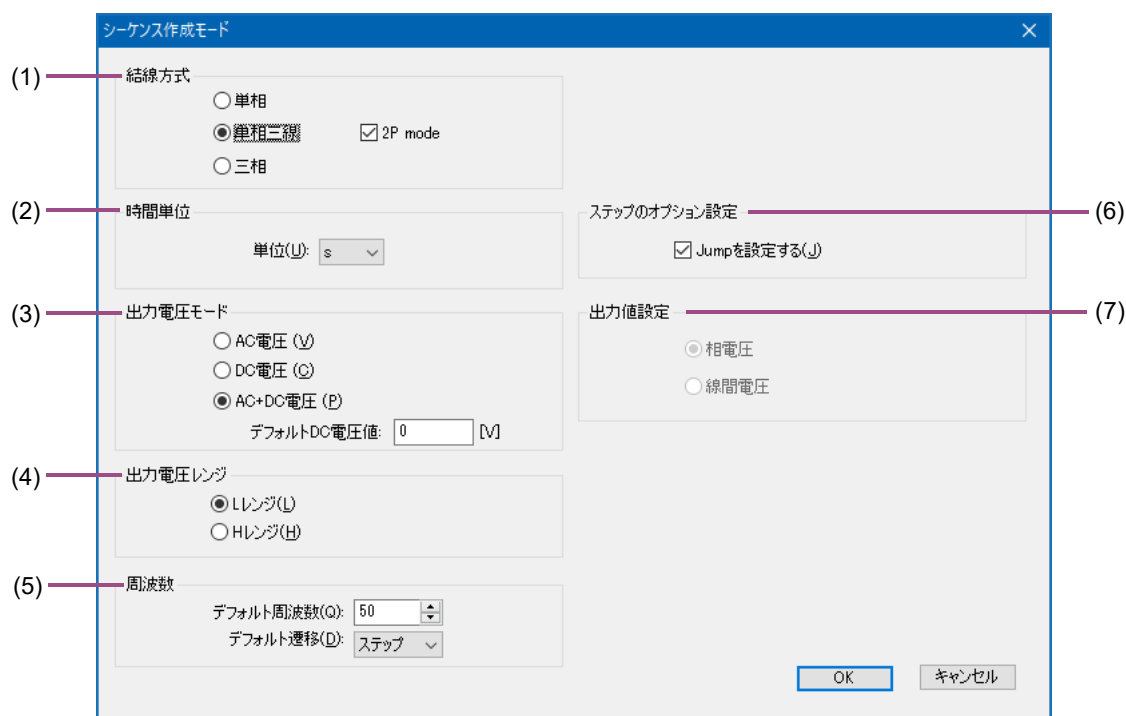 シーケンス作成モード
(1)
結線方式
単相
単相三線
2P mode
三相
(2)
時間単位
単位(U): s
(3)
出力電圧モード
AC電圧 (V)
DC電圧 (C)
AC+DC電圧 (P)
デフォルトDC電圧値: 0 [V]
(4)
出力電圧レンジ
Lレンジ(L)
Hレンジ(H)
(5)
周波数
デフォルト周波数(Q): 50
デフォルト遷移(D): ステップ
ステップのオプション設定
(6)
Jumpを設定する(J)
出力値設定
(7)
相電圧
線間電圧
OK
キャンセル